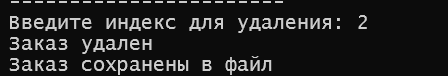 ------------------------
Введите индекс для удаления: 2
Заказ удален
Заказ сохранены в файл